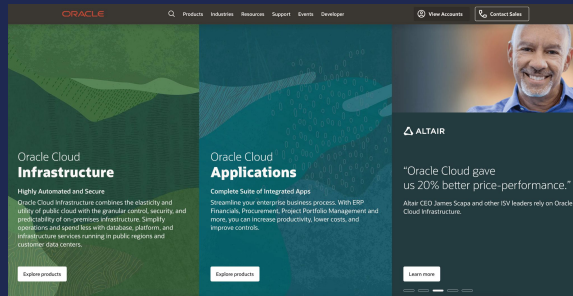 ORACLE
Products Industries Resources Support Events Developer
View Accounts
Contact Sales
Oracle Cloud
Infrastructure
Highly Automated and Secure
Oracle Cloud Infrastructure combines the elasticity and
utility of public cloud with the granular control, security, and
predictability of on-premises infrastructure. Simplify
operations and spend less with database, platform, and
infrastructure services running in public regions and
customer data centers.
Explore products
Oracle Cloud
Applications
Complete Suite of Integrated Apps
Streamline your enterprise business process. With ERP
Financials, Procurement, Project Portfolio Management and
more, you can increase productivity, lower costs, and
improve controls.
Explore products
ALTAIR
“Oracle Cloud gave
us 20% better price-performance.”
Altair CEO James Scapa and other ISV leaders rely on Oracle
Cloud Infrastructure.
Learn more